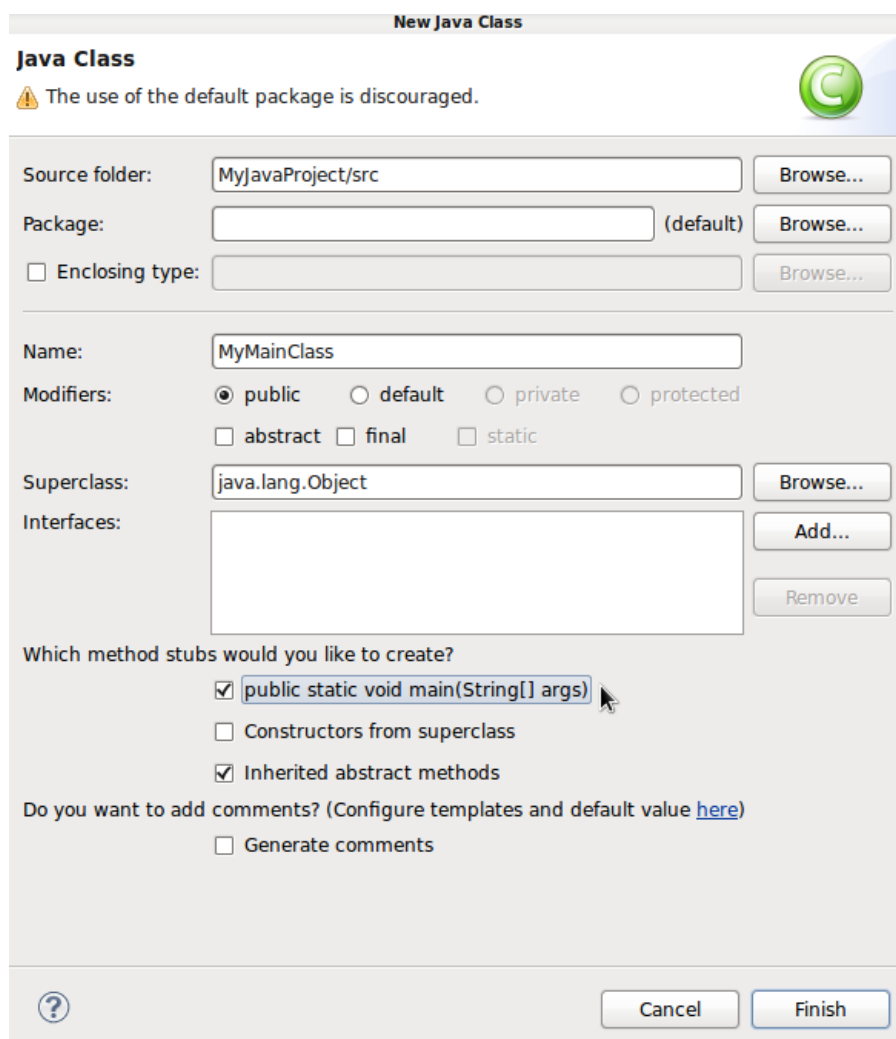 New Java Class
Java Class
The use of the default package is discouraged.
C
Source folder: MyJavaProject/src Browse...
Package: (default) Browse...
Enclosing type: Browse...
Name: MyMainClass
Modifiers: public default private protected
abstract final static
Superclass: java.lang.Object Browse...
Interfaces: Add...
Remove
Which method stubs would you like to create?
public static void main(String[] args)
Constructors from superclass
Inherited abstract methods
Do you want to add comments? (Configure templates and default value here)
Generate comments
? Cancel Finish